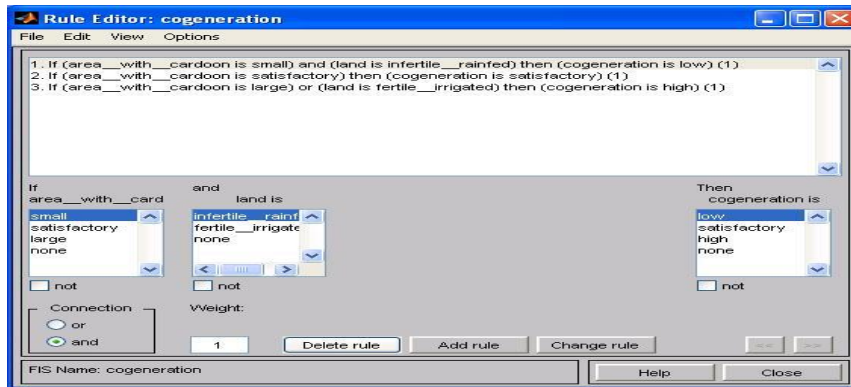 Rule Editor: cogeneration
File Edit View Options
1. If (area__with__cardoon is small) and (land is infertile__rainfed) then (cogeneration is low) (1)
2. If (area__with__cardoon is satisfactory) then (cogeneration is satisfactory) (1)
3. If (area__with__cardoon is large) or (land is fertile__irrigated) then (cogeneration is high) (1)
If and Then
area__with__card land is cogeneration is
small infertile__rainf low
satisfactory fertile__irrigate satisfactory
large none high
none none
not not not
Connection Weight:
or
and 1 Delete rule Add rule Change rule << >>
FIS Name: cogeneration Help Close